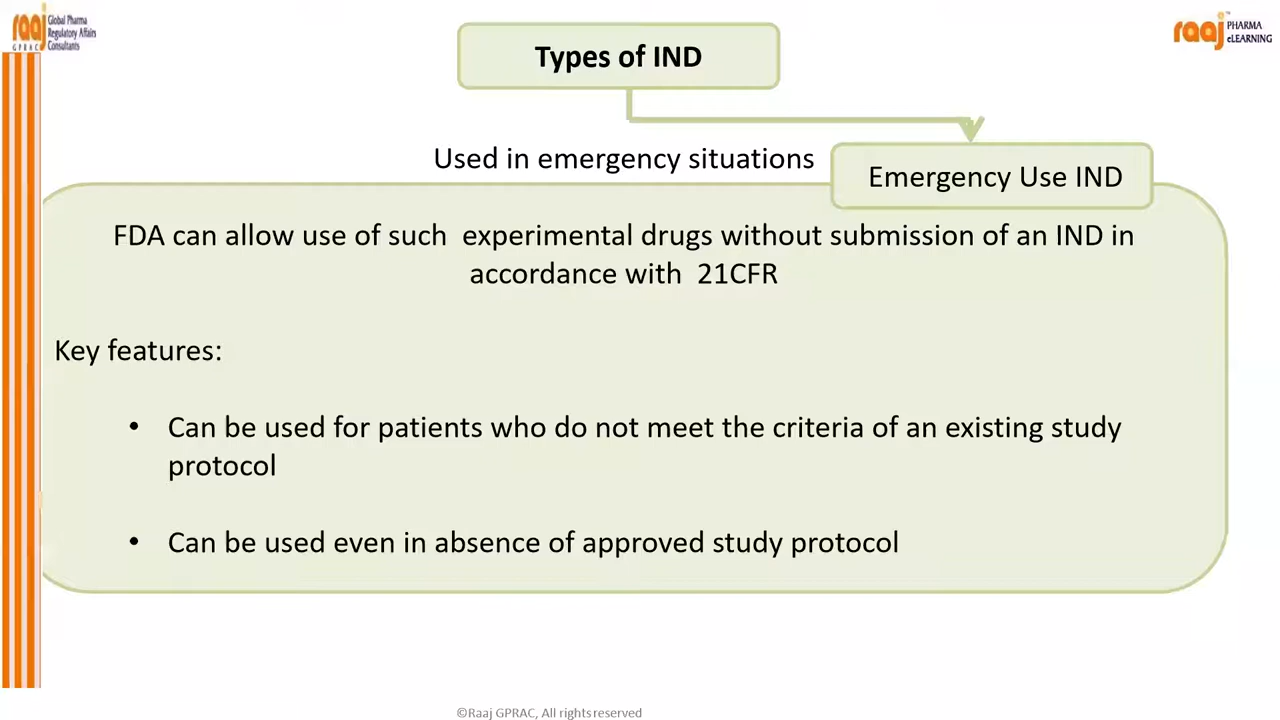 raaj Global Pharma
Regulatory Affairs
GPRAC Consultants
raaj PHARMA
eLEARNING
Types of IND
Used in emergency situations
Emergency Use IND
FDA can allow use of such experimental drugs without submission of an IND in
accordance with 21CFR
Key features:
• Can be used for patients who do not meet the criteria of an existing study
protocol
• Can be used even in absence of approved study protocol
©Raaj GPRAC, All rights reserved